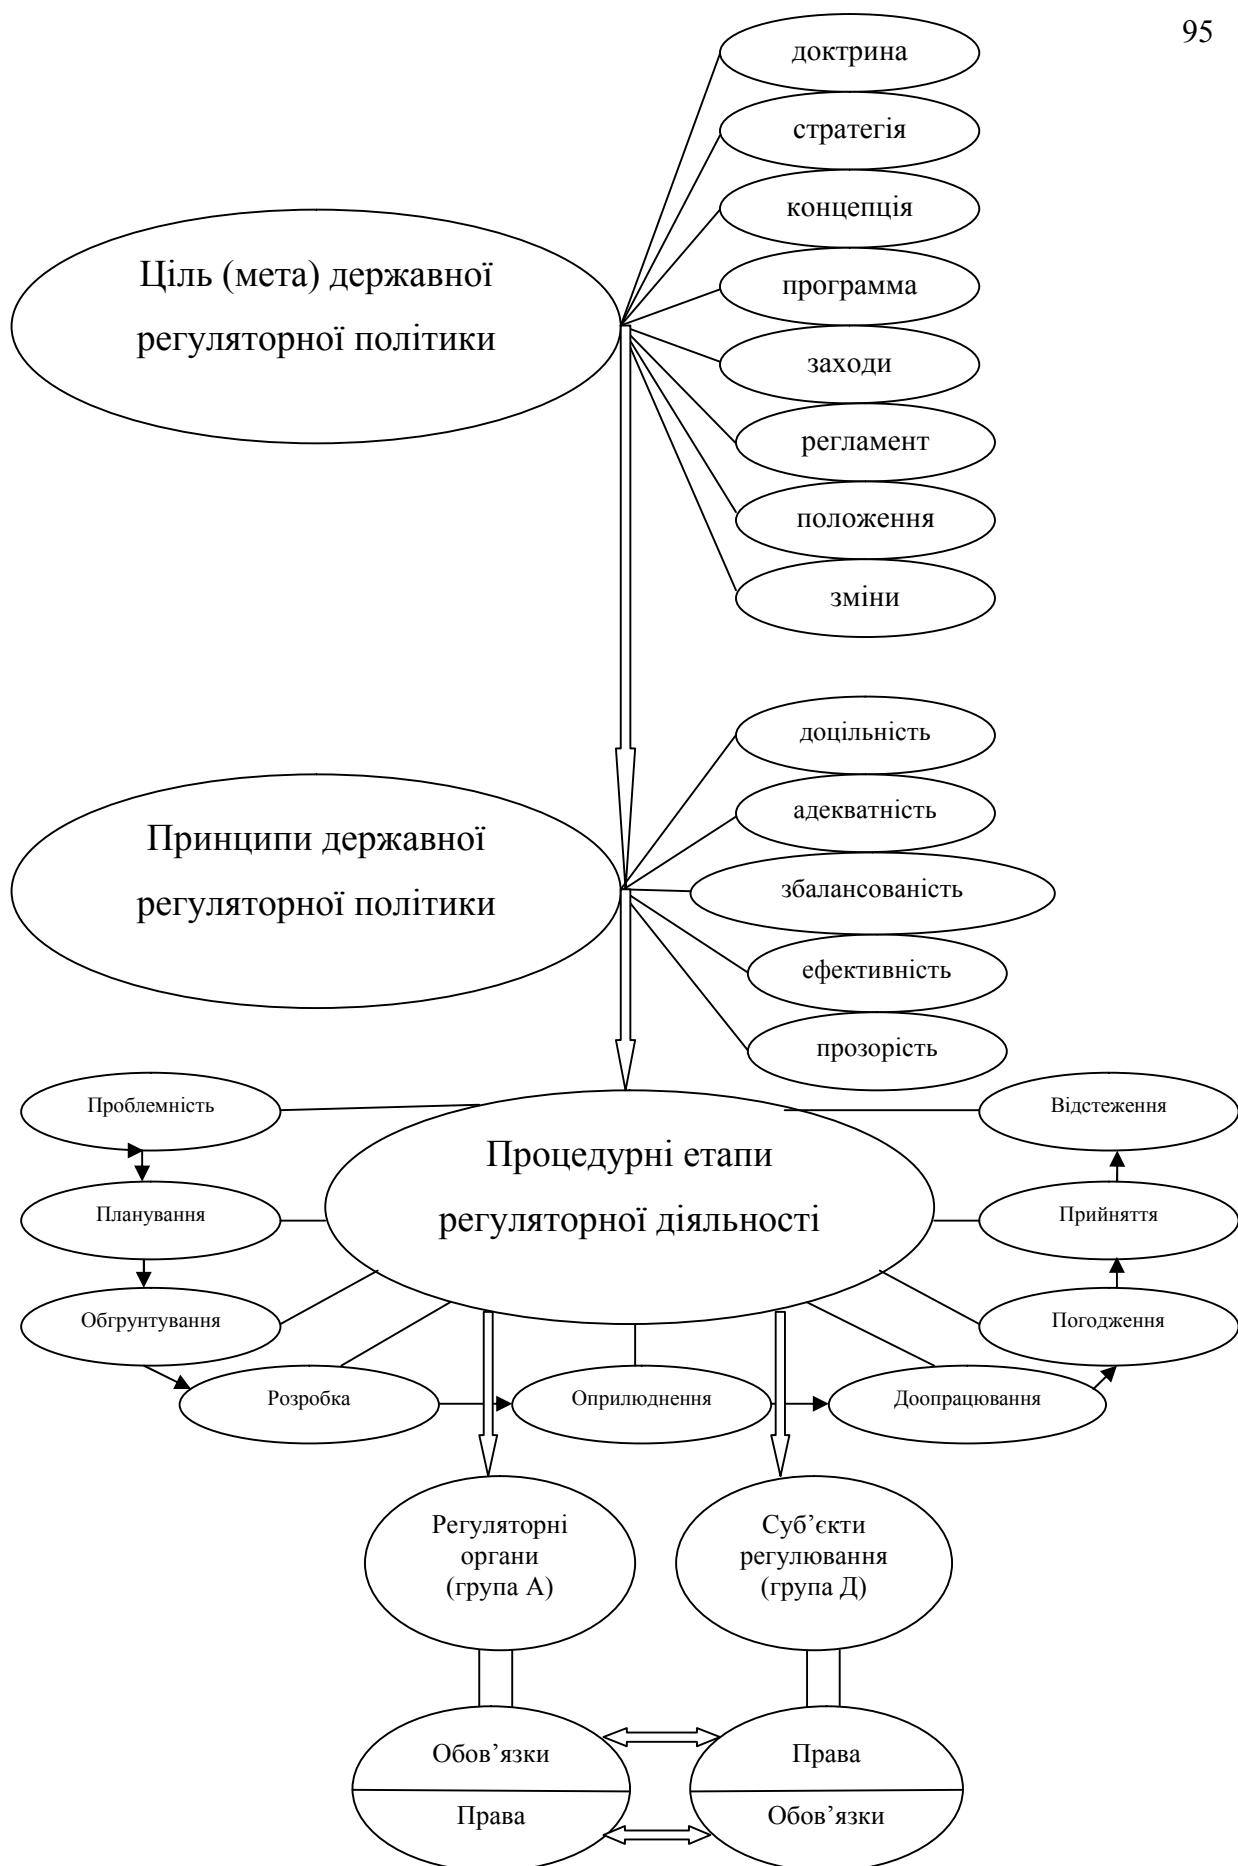 95
доктрина
стратегія
концепція
программа
заходи
регламент
положення
зміни
Ціль (мета) державної
регуляторної політики
доцільність
адекватність
збалансованість
ефективність
прозорість
Принципи державної
регуляторної політики
Процедурні етапи
регуляторної діяльності
Проблемність
Планування
Обгрунтування
Розробка
Оприлюднення
Доопрацювання
Погодження
Прийняття
Відстеження
Регуляторні
органи
(група А)
Суб’єкти
регулювання
(група Д)
Обов’язки
Права
Права
Обов’язки